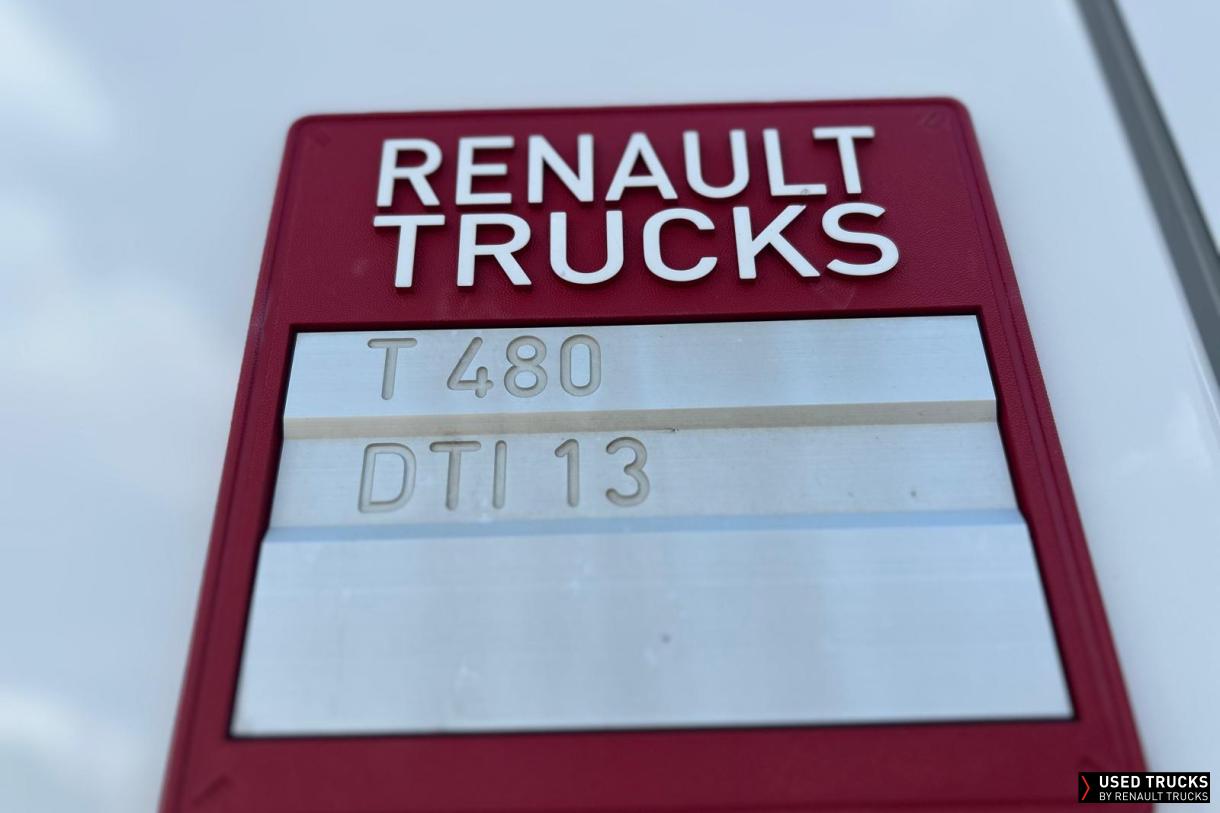 RENAULT
TRUCKS
T 480
DTI 13
USED TRUCKS
BY RENAULT TRUCKS